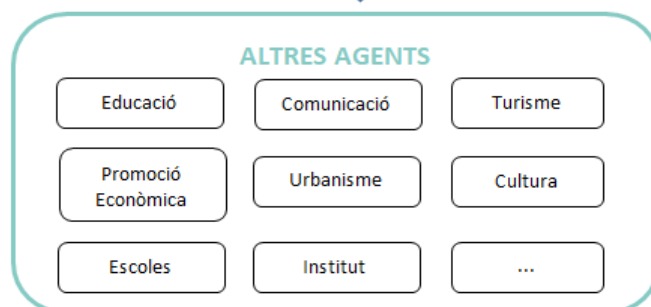 ALTRES AGENTS
Educació
Comunicació
Turisme
Promoció
Econòmica
Urbanisme
Cultura
Escoles
Institut
...